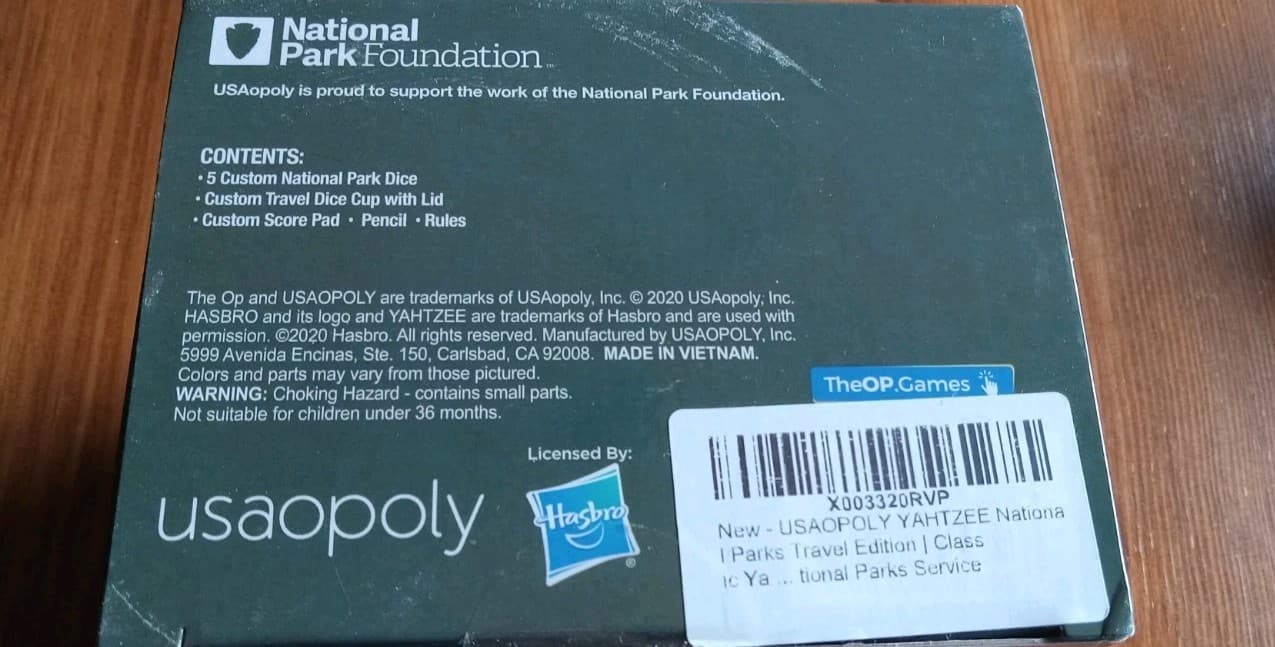 National
Park Foundation™
USAopoly is proud to support the work of the National Park Foundation.
CONTENTS:
• 5 Custom National Park Dice
• Custom Travel Dice Cup with Lid
• Custom Score Pad • Pencil • Rules
The Op and USAOPOLY are trademarks of USAopoly, Inc. © 2020 USAopoly, Inc.
HASBRO and its logo and YAHTZEE are trademarks of Hasbro and are used with
permission. ©2020 Hasbro. All rights reserved. Manufactured by USAOPOLY, Inc.
5999 Avenida Encinas, Ste. 150, Carlsbad, CA 92008. MADE IN VIETNAM.
Colors and parts may vary from those pictured.
WARNING: Choking Hazard - contains small parts.
Not suitable for children under 36 months.
TheOP.Games
Licensed By:
usaopoly
Hasbro
®
X003320RVP
New - USAOPOLY YAHTZEE Nationa
l Parks Travel Edition | Class
ic Ya ... tional Parks Service